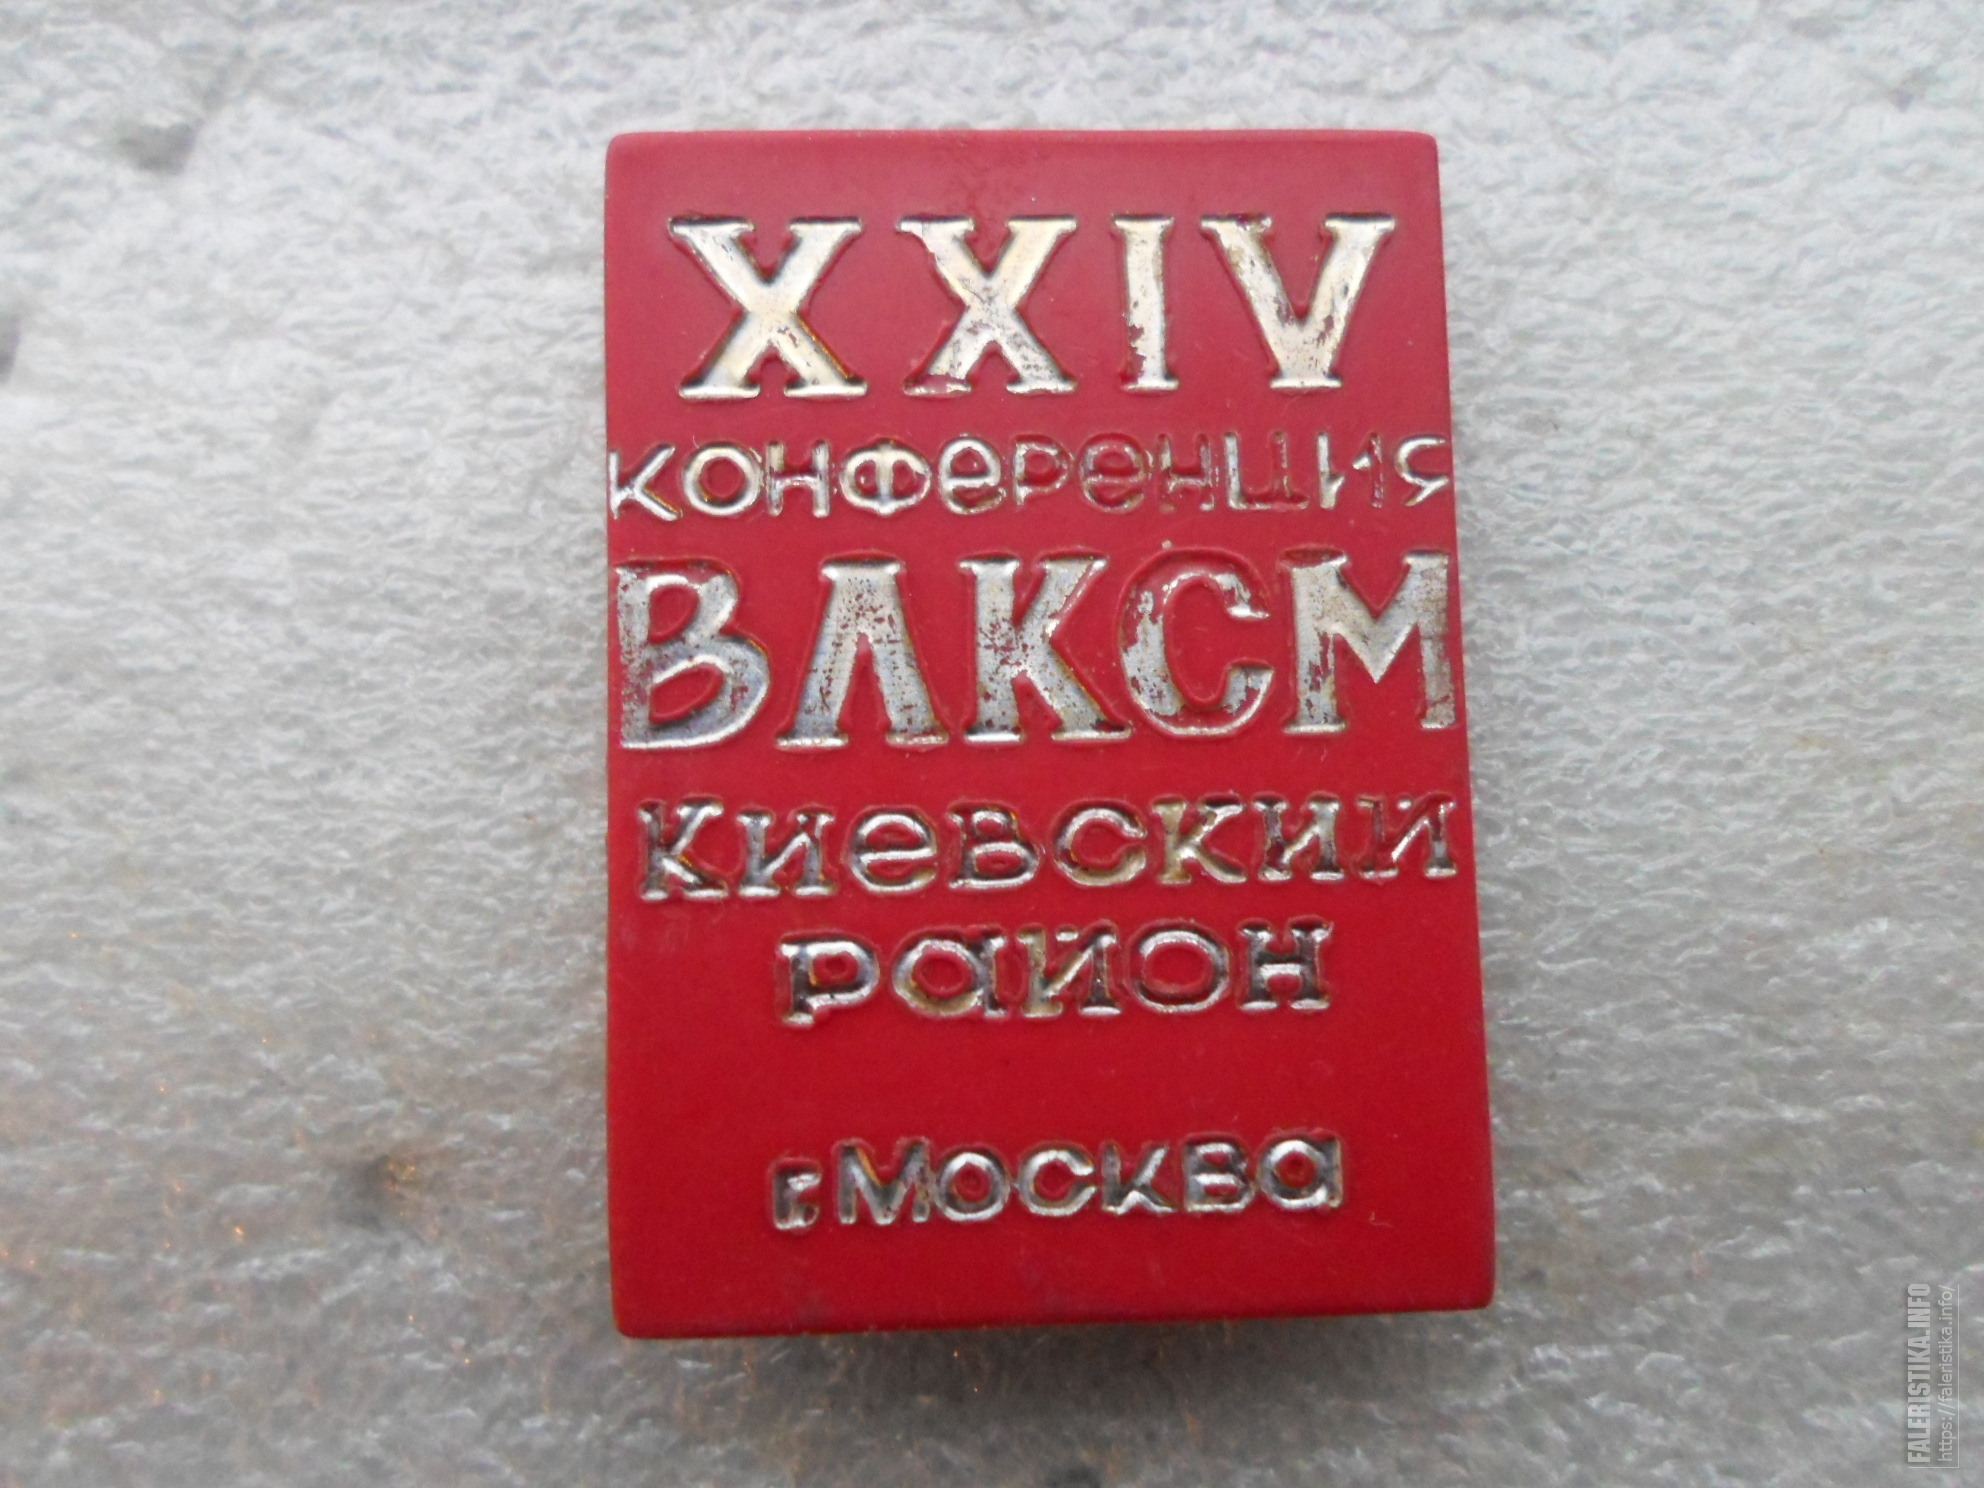 XXIV
конференция
ВЛКСМ
Киевский
район
г.Москва
FALERISTIKA.INFO
https://faleristika.info/